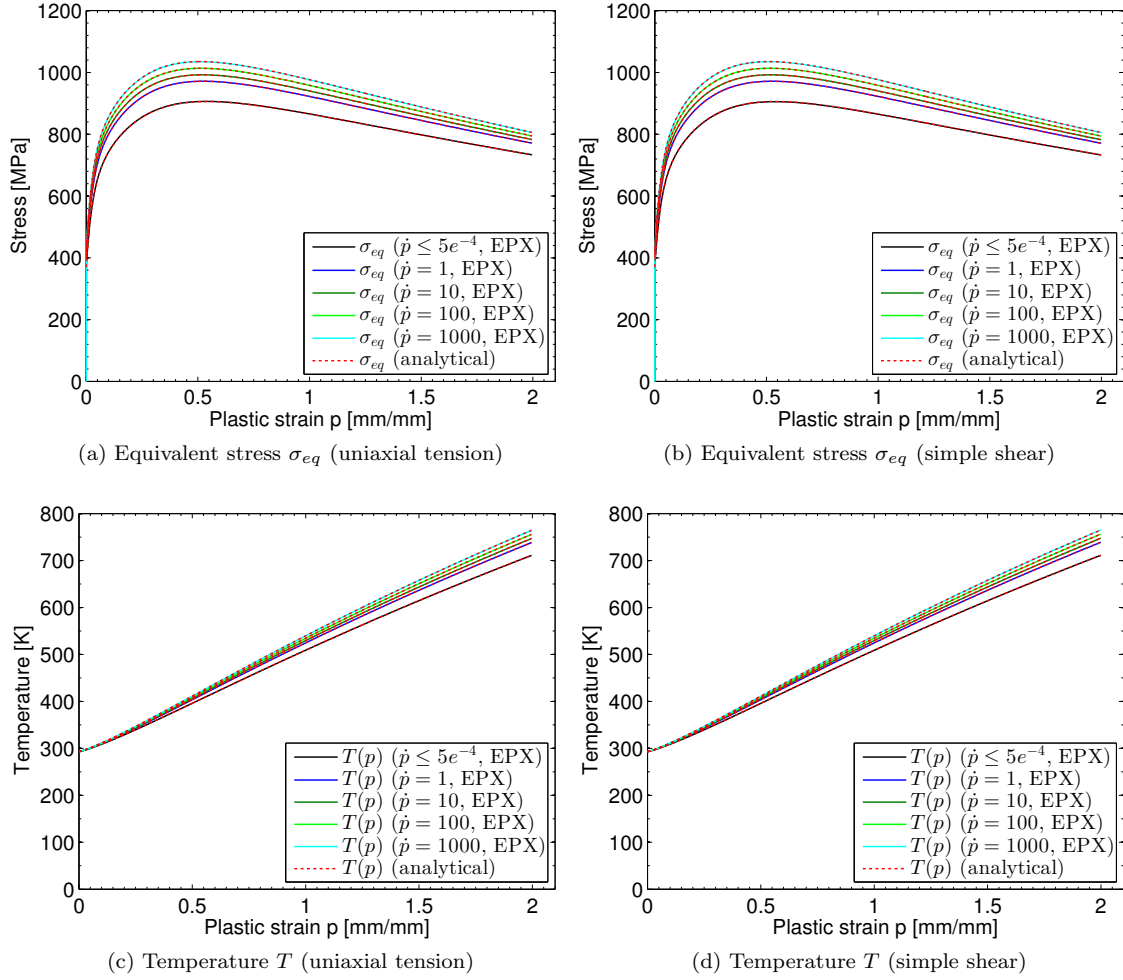 1200
1000
800
600
400
200
0
Stress [MPa]
σeq (ṗ ≤ 5e−4, EPX)
σeq (ṗ = 1, EPX)
σeq (ṗ = 10, EPX)
σeq (ṗ = 100, EPX)
σeq (ṗ = 1000, EPX)
σeq (analytical)
0 0.5 1 1.5 2
Plastic strain p [mm/mm]
(a) Equivalent stress σeq (uniaxial tension)
1200
1000
800
600
400
200
0
Stress [MPa]
σeq (ṗ ≤ 5e−4, EPX)
σeq (ṗ = 1, EPX)
σeq (ṗ = 10, EPX)
σeq (ṗ = 100, EPX)
σeq (ṗ = 1000, EPX)
σeq (analytical)
0 0.5 1 1.5 2
Plastic strain p [mm/mm]
(b) Equivalent stress σeq (simple shear)
800
700
600
500
400
300
200
100
0
Temperature [K]
T(p) (ṗ ≤ 5e−4, EPX)
T(p) (ṗ = 1, EPX)
T(p) (ṗ = 10, EPX)
T(p) (ṗ = 100, EPX)
T(p) (ṗ = 1000, EPX)
T(p) (analytical)
0 0.5 1 1.5 2
Plastic strain p [mm/mm]
(c) Temperature T (uniaxial tension)
800
700
600
500
400
300
200
100
0
Temperature [K]
T(p) (ṗ ≤ 5e−4, EPX)
T(p) (ṗ = 1, EPX)
T(p) (ṗ = 10, EPX)
T(p) (ṗ = 100, EPX)
T(p) (ṗ = 1000, EPX)
T(p) (analytical)
0 0.5 1 1.5 2
Plastic strain p [mm/mm]
(d) Temperature T (simple shear)